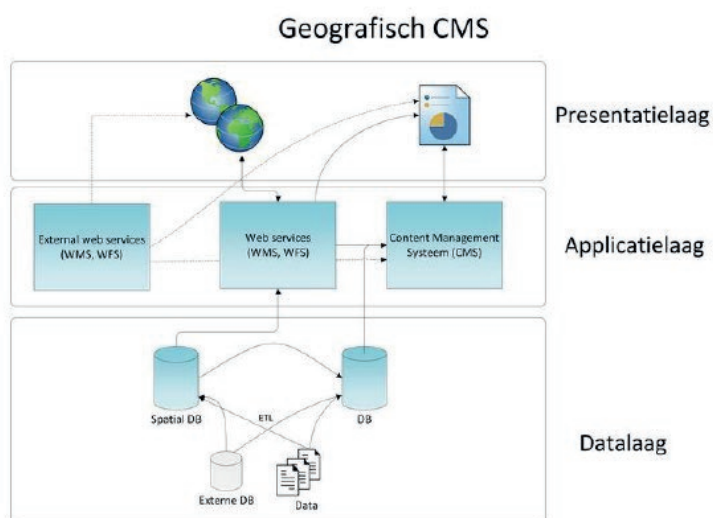 Geografisch CMS
Presentatielaag
External web services
(WMS, WFS)
Web services
(WMS, WFS)
Content Management
Systeem (CMS)
Applicatielaag
Spatial DB
ETL
DB
Externe DB
Data
Datalaag